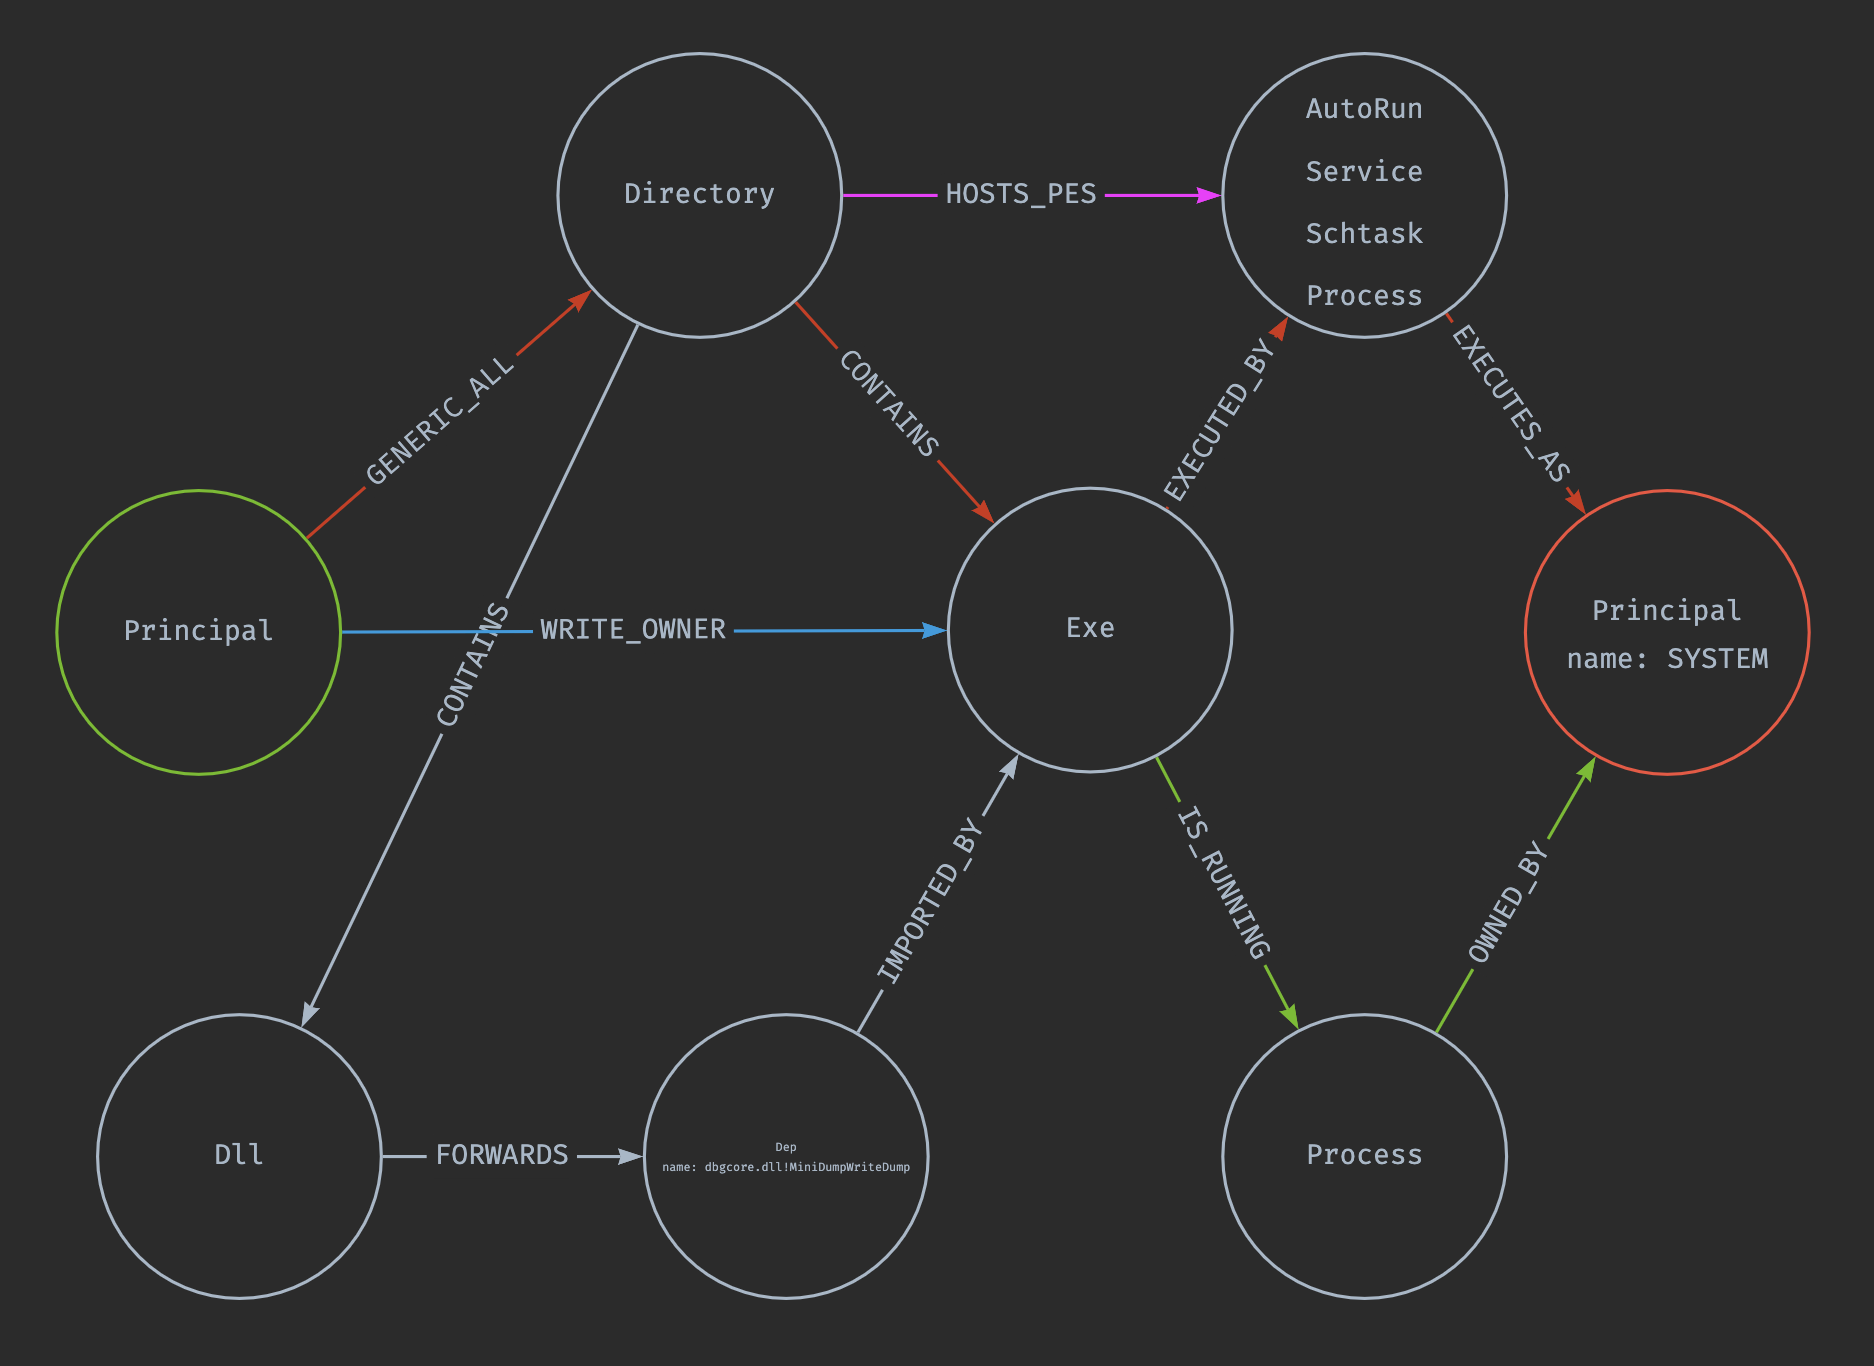 AutoRun
Directory
HOSTS_PES
Service
Schtask
Process
GENERIC_ALL
CONTAINS
EXECUTED_BY
EXECUTES_AS
Principal
CONTAINS
WRITE_OWNER
Exe
Principal
name: SYSTEM
IMPORTED_BY
IS_RUNNING
OWNED_BY
Dll
FORWARDS
Dep
name: dbgcore.dll!MiniDumpWriteDump
Process